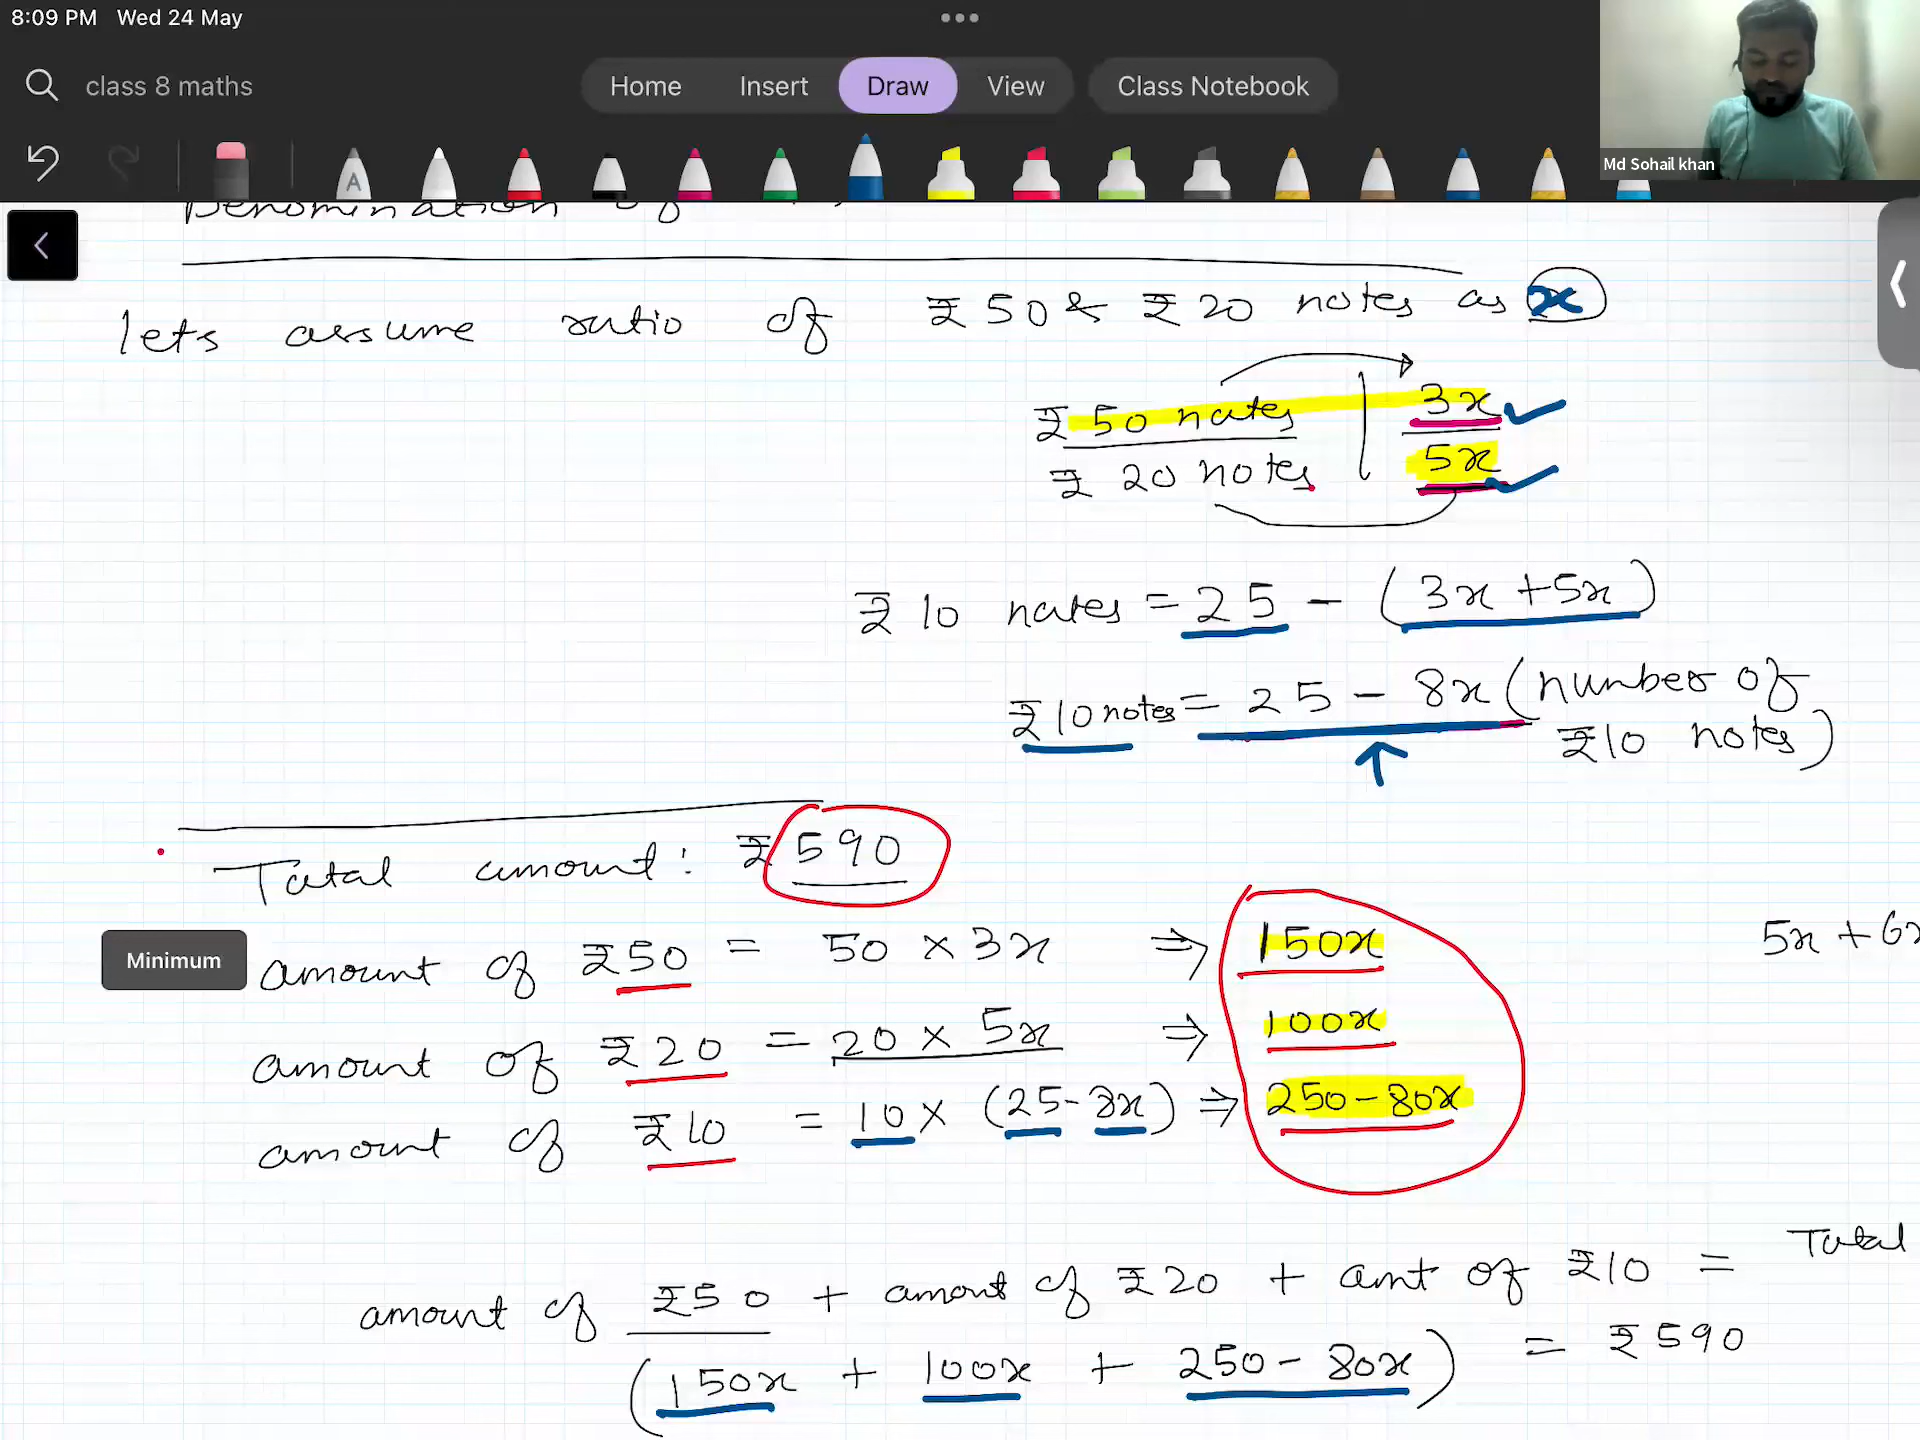 8:09 PM Wed 24 May
class 8 maths
Home Insert Draw View Class Notebook
Md Sohail khan
Denomination of
lets assume ratio of ₹50 & ₹20 notes as x
₹50 notes | 3x
₹20 notes | 5x
₹10 notes = 25 - (3x + 5x)
₹10 notes = 25 - 8x (number of
₹10 notes)
Total amount: ₹590
Minimum
amount of ₹50 = 50 × 3x ⇒ 150x
5x + 6x
amount of ₹20 = 20 × 5x ⇒ 100x
amount of ₹10 = 10 × (25 - 8x) ⇒ 250 - 80x
amount of ₹50 + amount of ₹20 + amt of ₹10 = Total
(150x + 100x + 250 - 80x) = ₹590